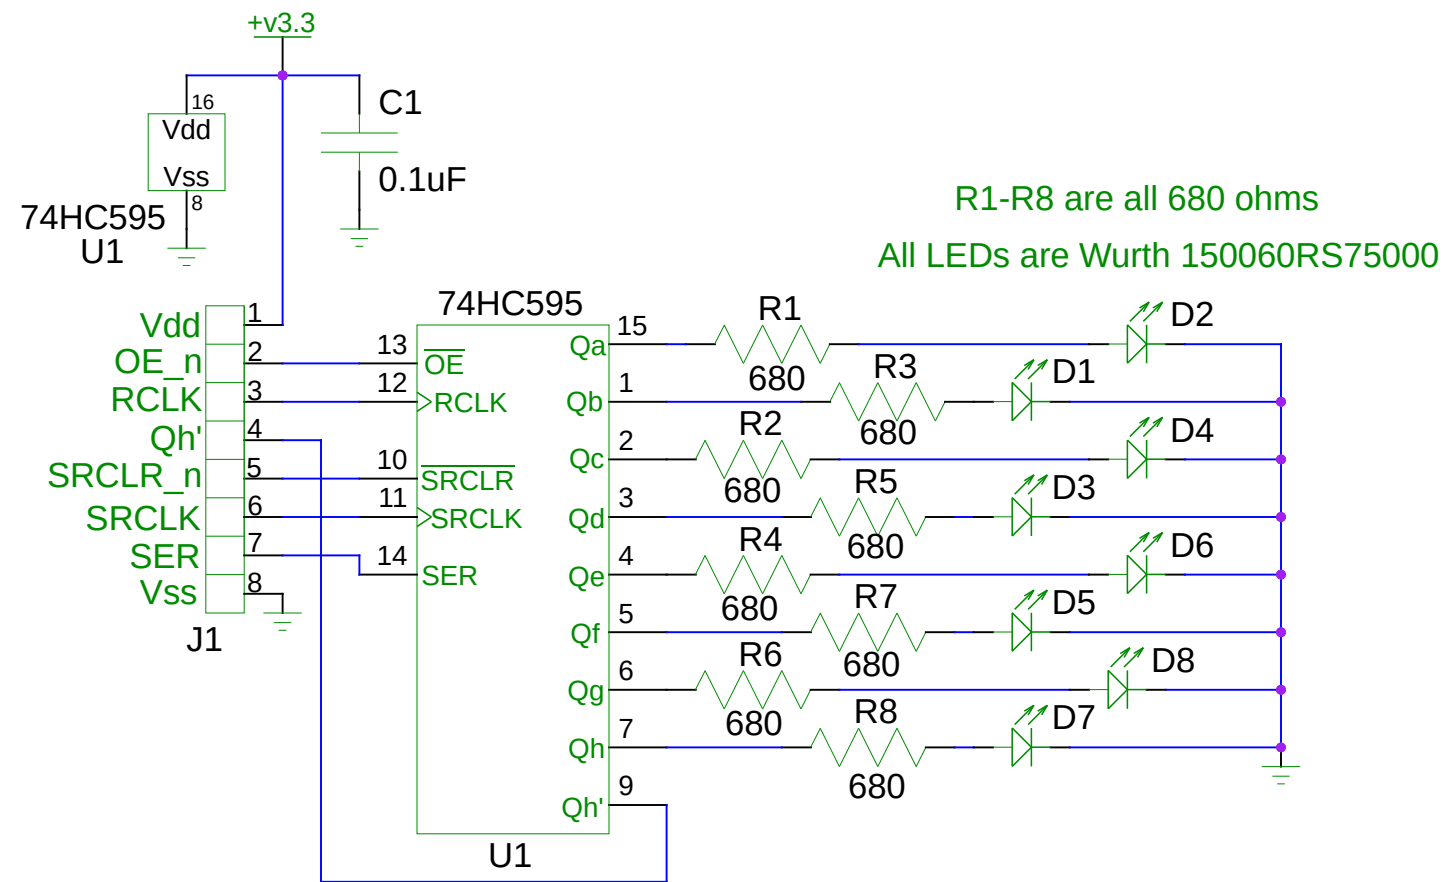 +v3.3
16
Vdd
Vss
8
74HC595
U1
C1
0.1uF
R1-R8 are all 680 ohms
All LEDs are Wurth 150060RS75000
Vdd
OE_n
RCLK
Qh'
SRCLR_n
SRCLK
SER
Vss
1
2
3
4
5
6
7
8
J1
74HC595
13
12
10
11
14
OE
RCLK
SRCLR
SRCLK
SER
Qa
Qb
Qc
Qd
Qe
Qf
Qg
Qh
Qh'
15
1
2
3
4
5
6
7
9
U1
R1
680
D2
R3
680
D1
R2
680
D4
R5
680
D3
R4
680
D6
R7
680
D5
R6
680
D8
R8
680
D7